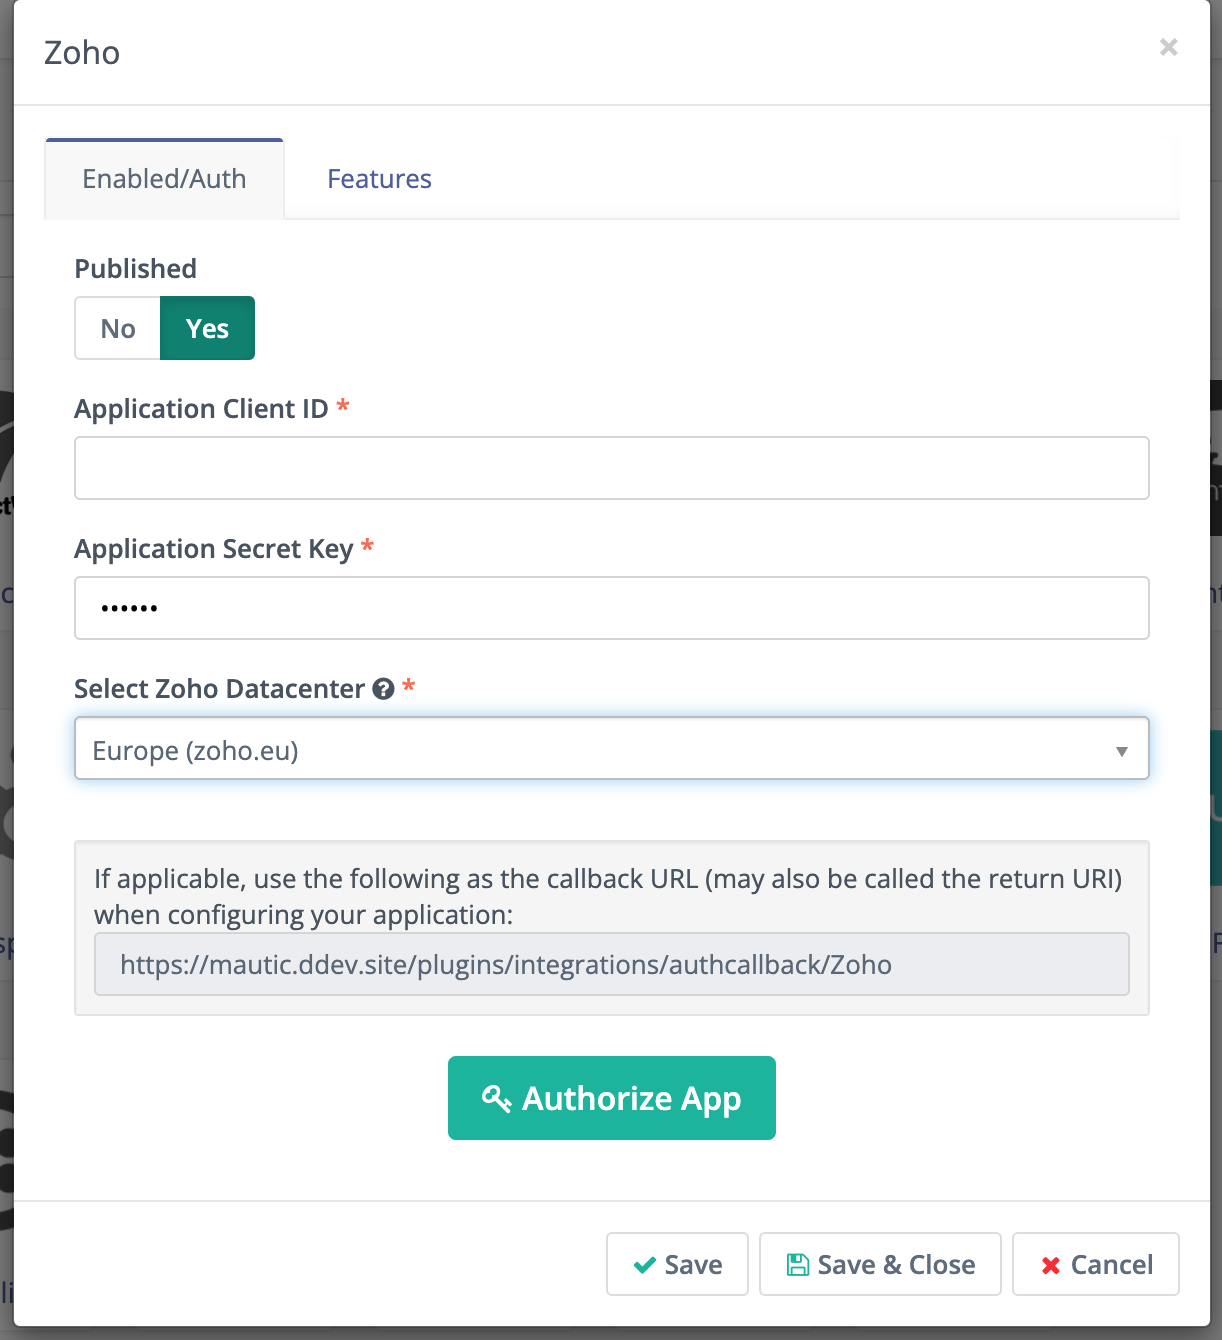 Zoho
×
Enabled/Auth
Features
Published
No
Yes
Application Client ID *
Application Secret Key *
••••••
Select Zoho Datacenter ? *
Europe (zoho.eu)
If applicable, use the following as the callback URL (may also be called the return URI)
when configuring your application:
https://mautic.ddev.site/plugins/integrations/authcallback/Zoho
Authorize App
Save
Save & Close
Cancel